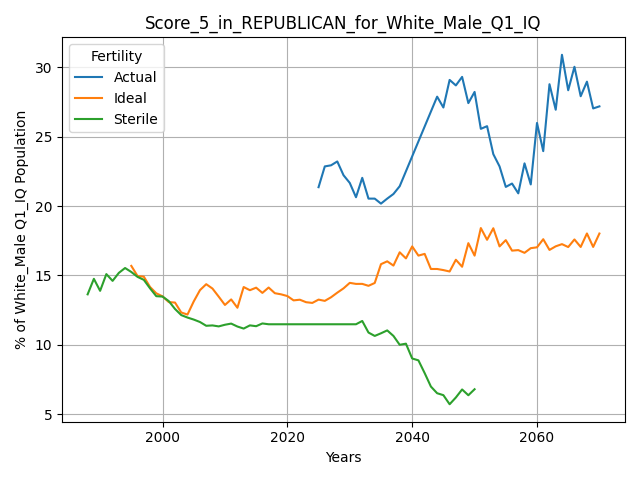 Score_5_in_REPUBLICAN_for_White_Male_Q1_IQ
Fertility
Actual
Ideal
Sterile
% of White_Male Q1_IQ Population
30
25
20
15
10
5
2000
2020
2040
2060
Years